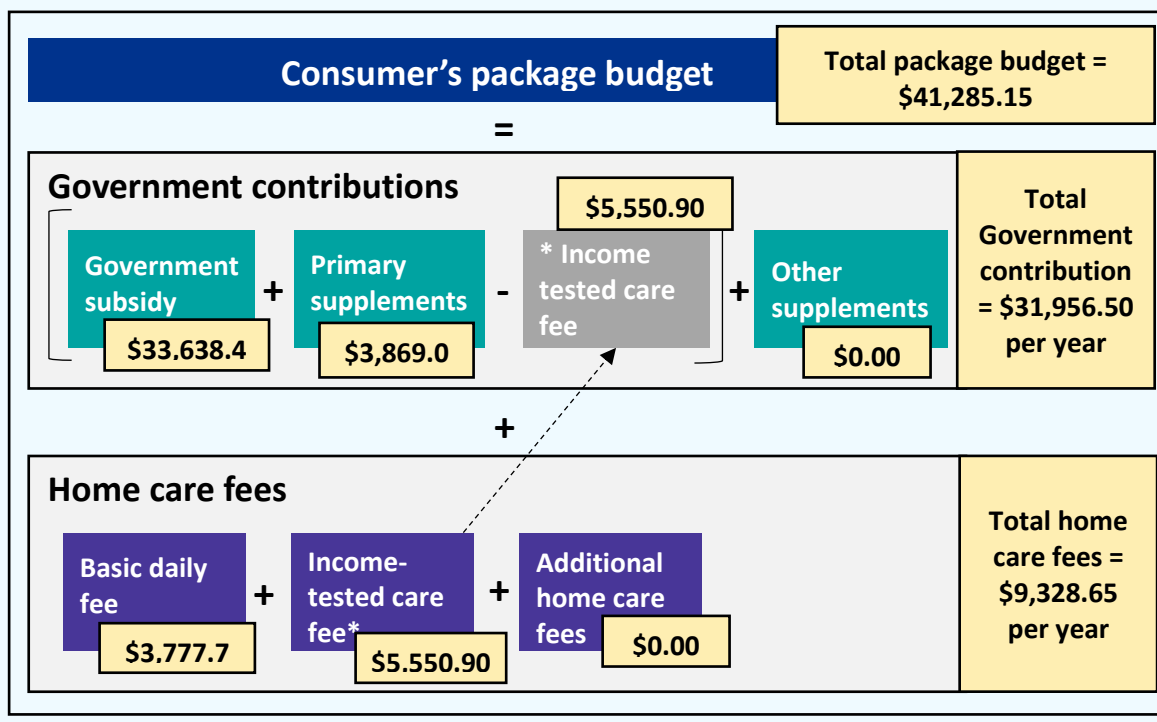 Consumer's package budget
Total package budget =
$41,285.15
=
Government contributions
Government
subsidy
$33,638.4
+
Primary
supplements
$3,869.0
-
$5,550.90
* Income
tested care
fee
+
Other
supplements
$0.00
Total
Government
contribution
= $31,956.50
per year
+
Home care fees
Basic daily
fee
$3,777.7
+
Income-
tested care
fee*
$5,550.90
+
Additional
home care
fees
$0.00
Total home
care fees =
$9,328.65
per year